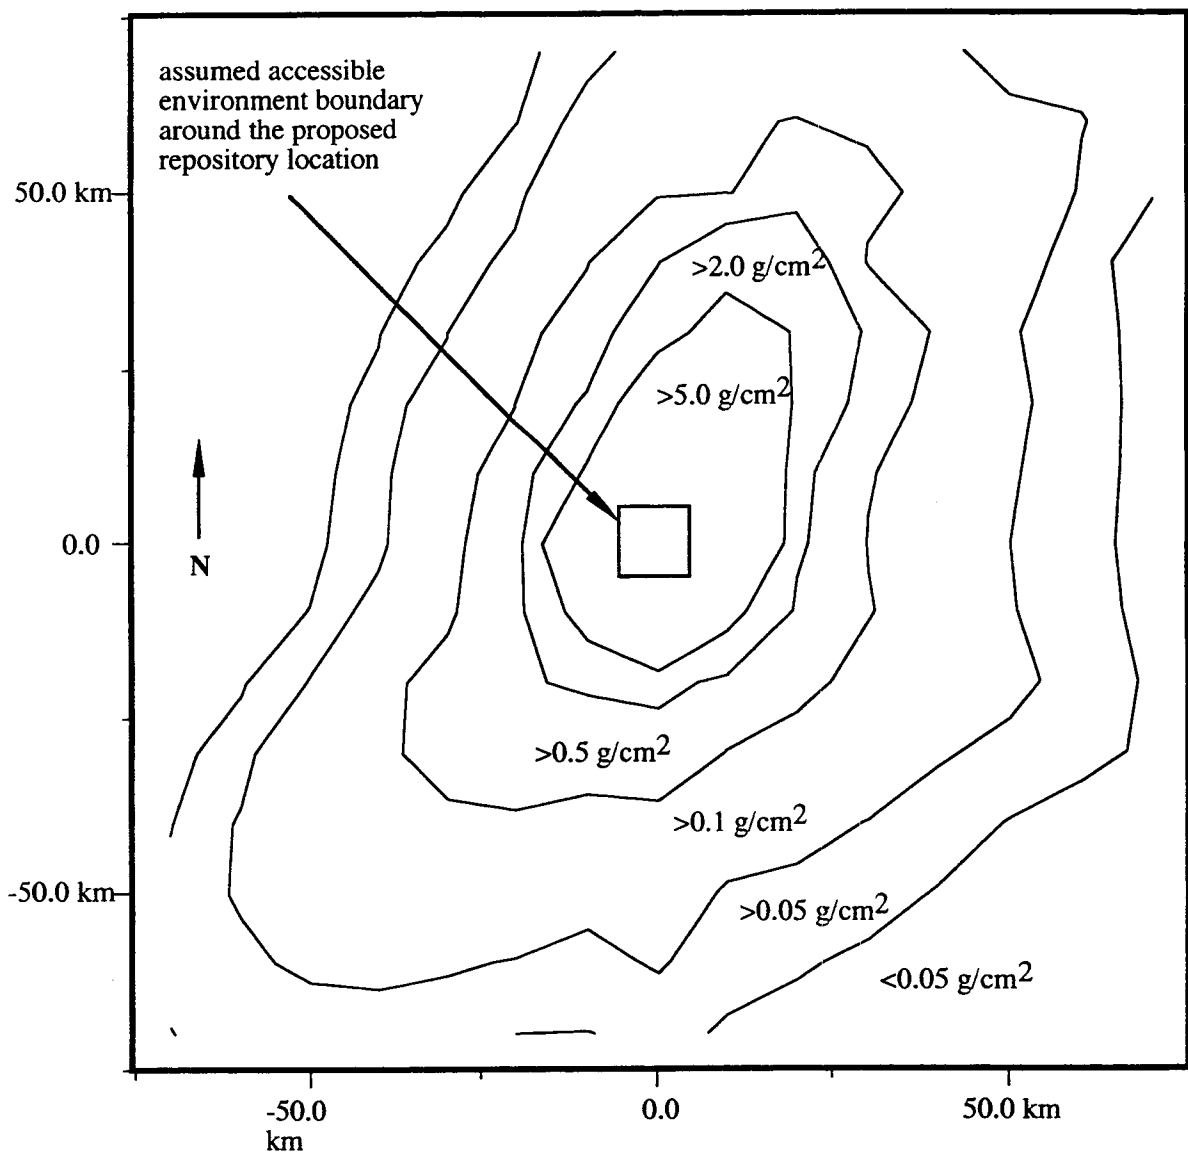 assumed accessible
environment boundary
around the proposed
repository location
50.0 km
>2.0 g/cm2
>5.0 g/cm2
0.0
N
>0.5 g/cm2
>0.1 g/cm2
-50.0 km
>0.05 g/cm2
<0.05 g/cm2
-50.0
km
0.0
50.0 km